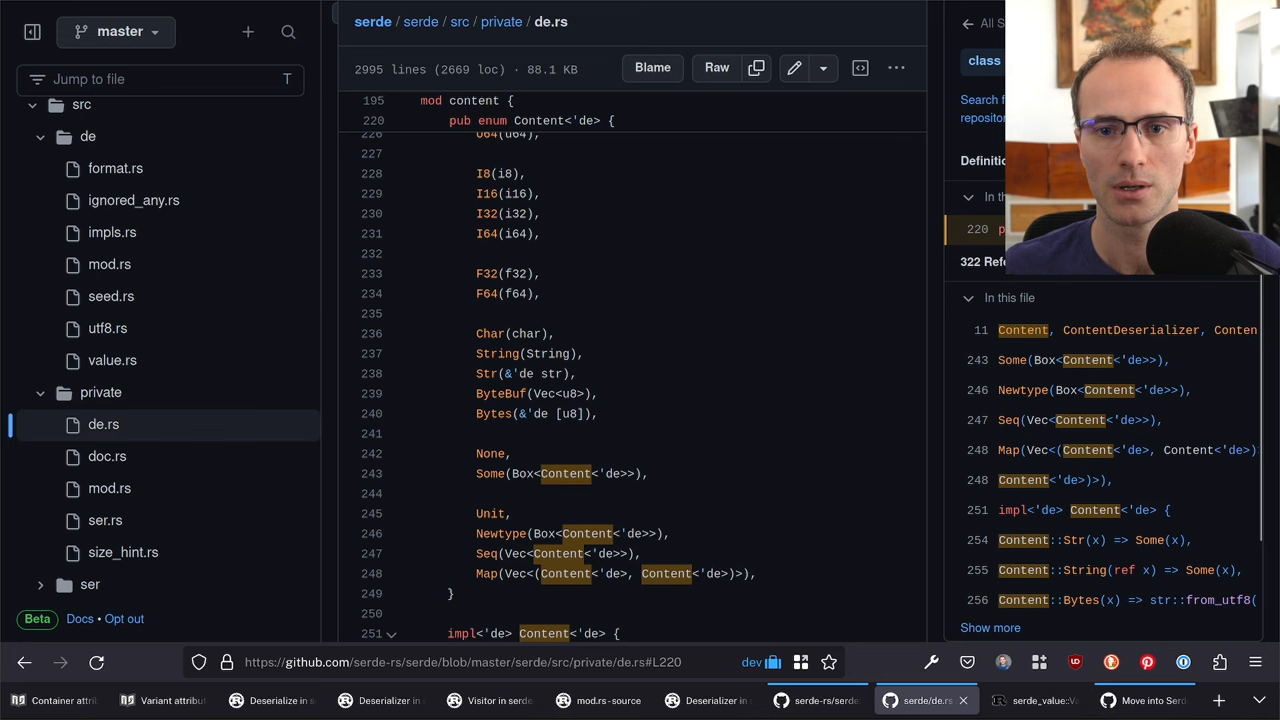 master
Jump to file
T
src
de
format.rs
ignored_any.rs
impls.rs
mod.rs
seed.rs
utf8.rs
value.rs
private
de.rs
doc.rs
mod.rs
ser.rs
size_hint.rs
ser
Beta Docs • Opt out
serde / serde / src / private / de.rs
2995 lines (2669 loc) · 88.1 KB
Blame
Raw
195 mod content {
220 pub enum Content<'de> {
226 U64(u64),
227
228 I8(i8),
229 I16(i16),
230 I32(i32),
231 I64(i64),
232
233 F32(f32),
234 F64(f64),
235
236 Char(char),
237 String(String),
238 Str(&'de str),
239 ByteBuf(Vec<u8>),
240 Bytes(&'de [u8]),
241
242 None,
243 Some(Box<Content<'de>>),
244
245 Unit,
246 Newtype(Box<Content<'de>>),
247 Seq(Vec<Content<'de>>),
248 Map(Vec<(Content<'de>, Content<'de>)>),
249 }
250
251 impl<'de> Content<'de> {
All S
class
Search f
repositor
Definitio
In th
220 p
322 Refe
In this file
11 Content, ContentDeserializer, Conten
243 Some(Box<Content<'de>>),
246 Newtype(Box<Content<'de>>),
247 Seq(Vec<Content<'de>>),
248 Map(Vec<(Content<'de>, Content<'de>)>
248 Content<'de>)>),
251 impl<'de> Content<'de> {
254 Content::Str(x) => Some(x),
255 Content::String(ref x) => Some(x),
256 Content::Bytes(x) => str::from_utf8(
Show more
https://github.com/serde-rs/serde/blob/master/serde/src/private/de.rs#L220
dev
Container attri
Variant attribut
Deserialize in s
Deserializer in
Visitor in serde
mod.rs - source
Deserializer in
serde-rs/serde:
serde/de.rs
serde_value::Va
Move into Serd